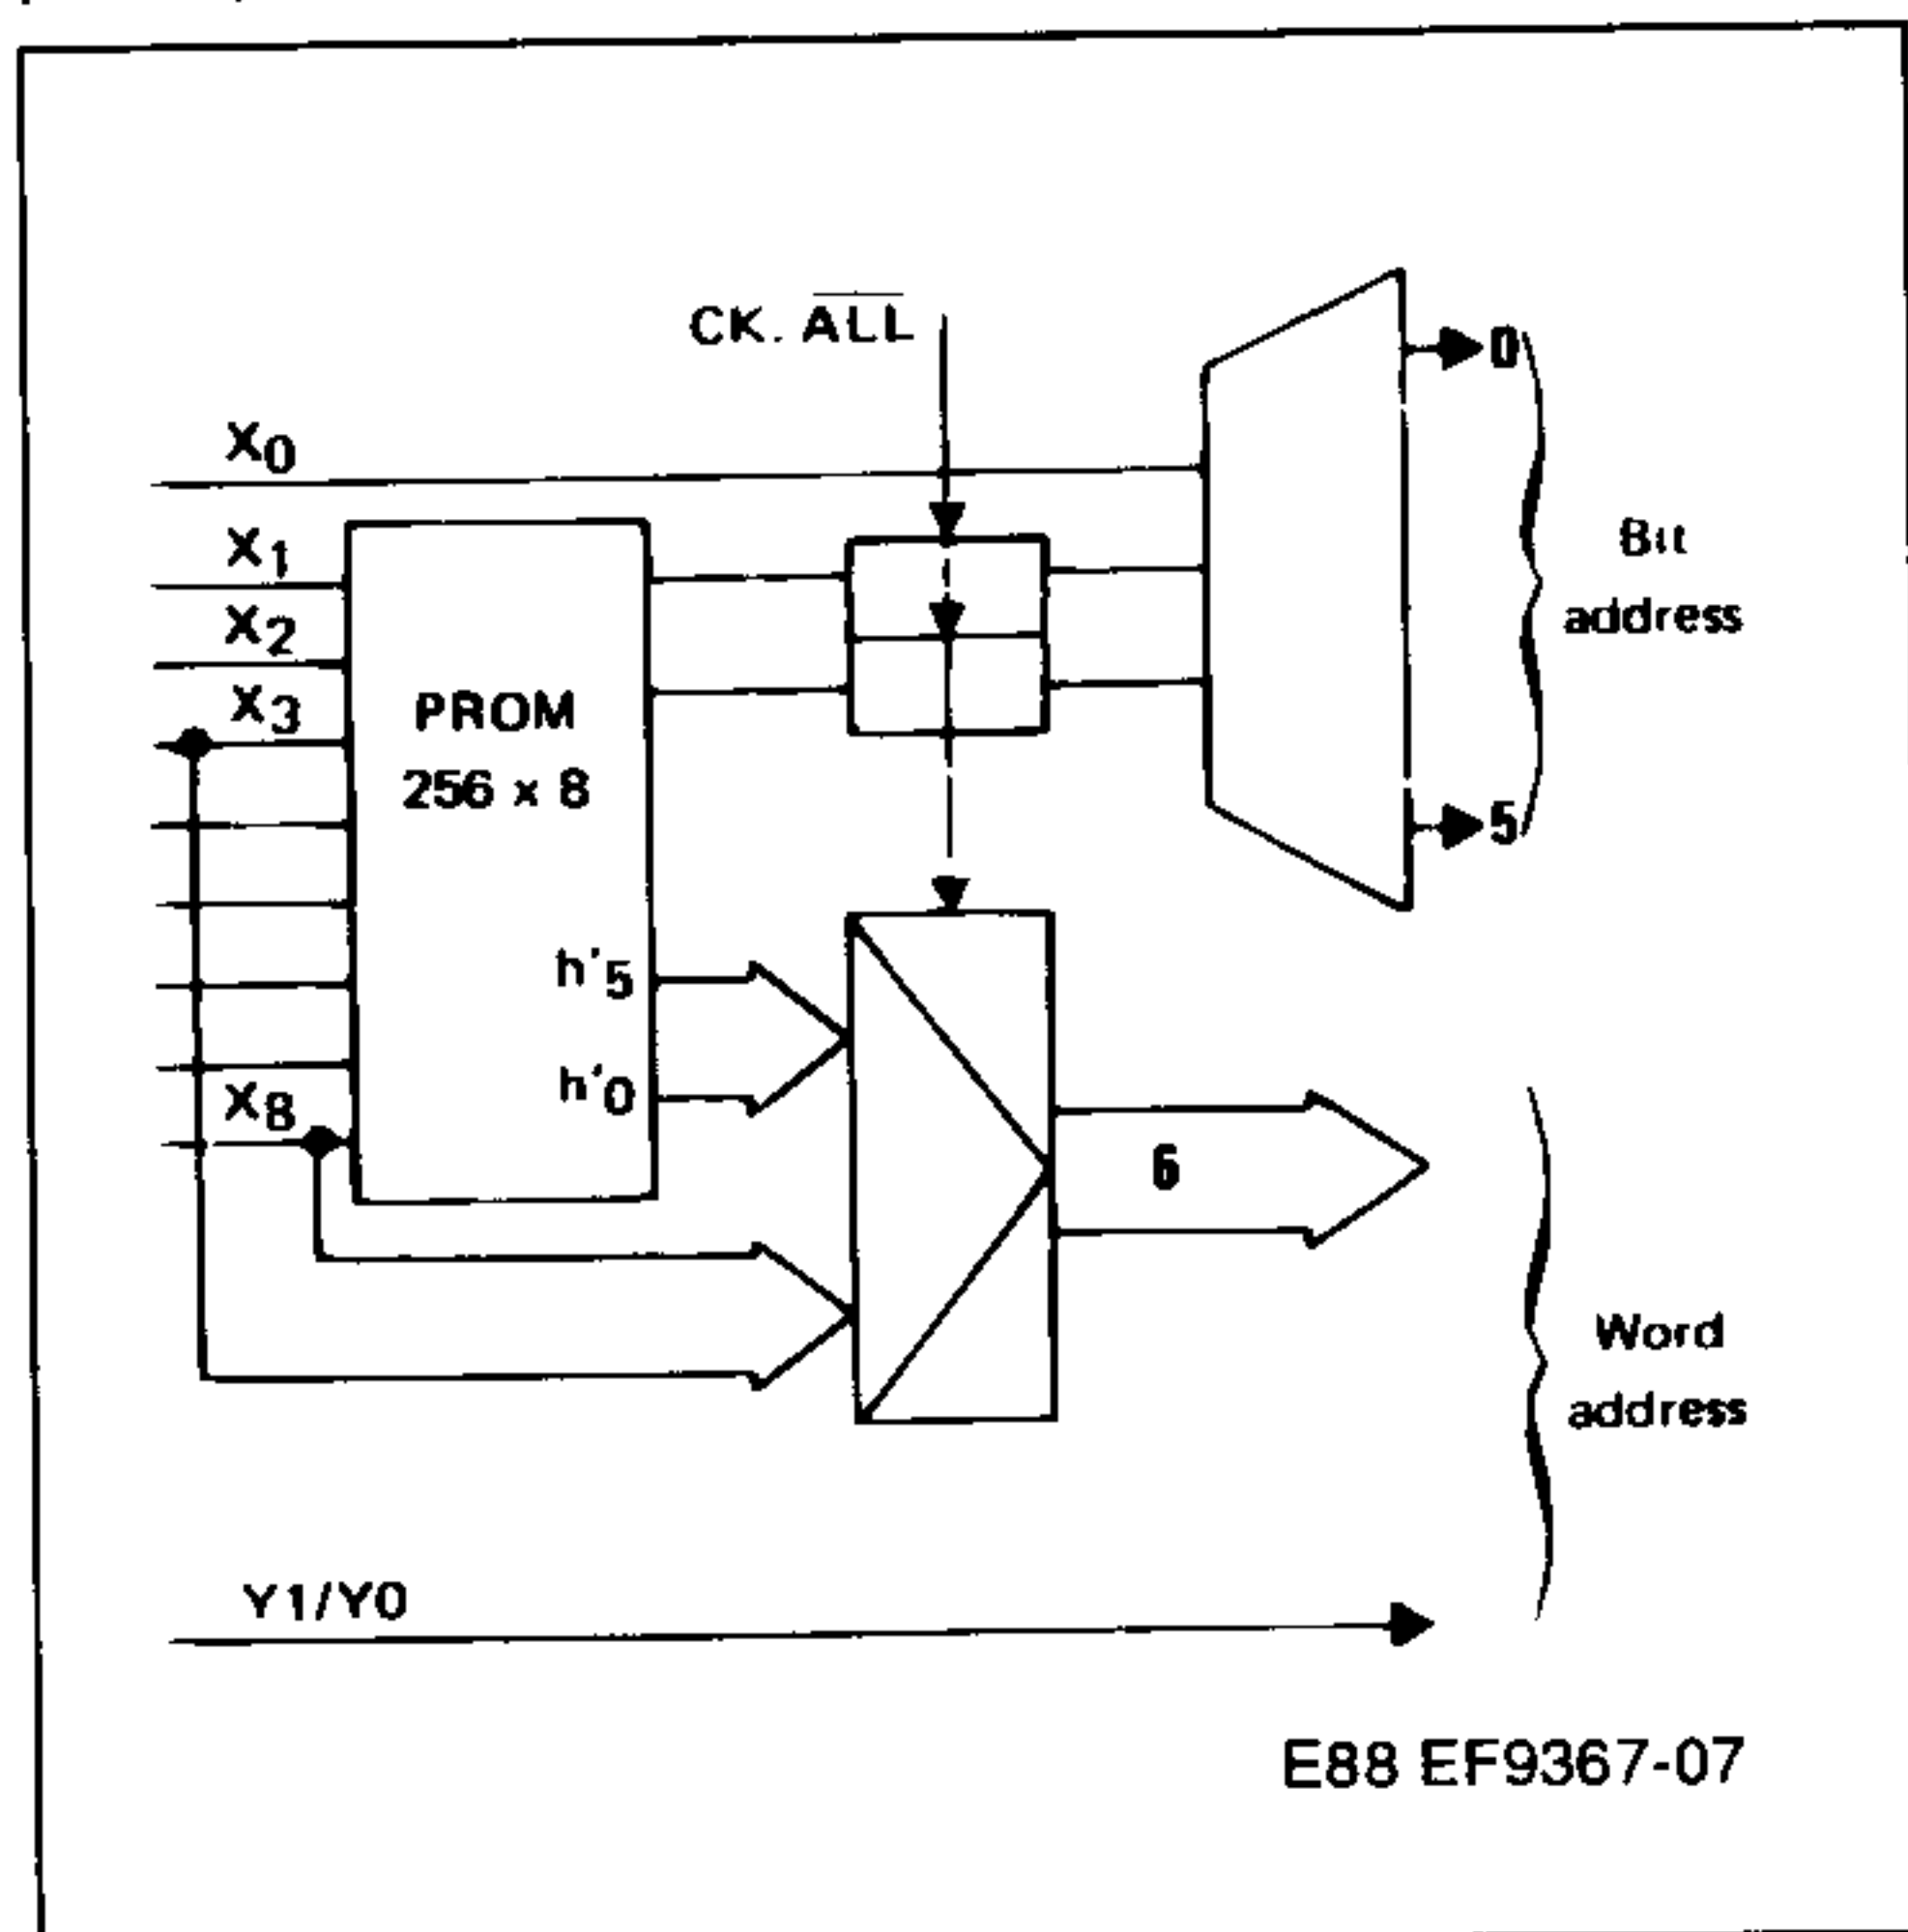 CK. ALL
0
X0
X1
X2
X3
PROM
256 x 8
Bit
address
5
h'5
h'0
X8
6
Word
address
Y1/Y0
E88 EF9367-07